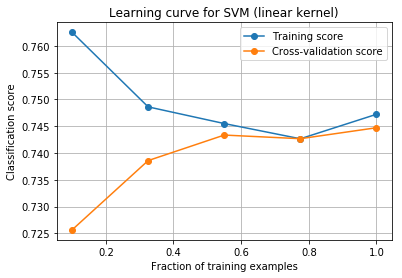 Learning curve for SVM (linear kernel)
Training score
Cross-validation score
Classification score
0.760
0.755
0.750
0.745
0.740
0.735
0.730
0.725
0.2
0.4
0.6
0.8
1.0
Fraction of training examples